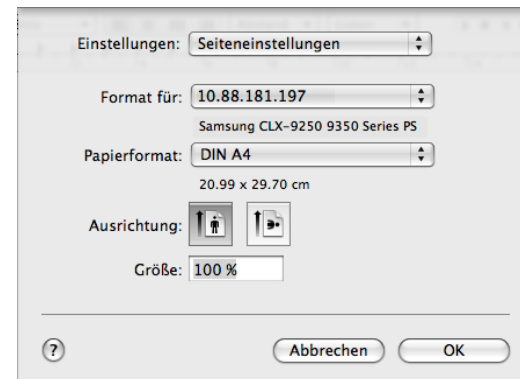 Einstellungen: Seiteneinstellungen
Format für: 10.88.181.197
Samsung CLX-9250 9350 Series PS
Papierformat: DIN A4
20.99 x 29.70 cm
Ausrichtung:
Größe: 100 %
? Abbrechen OK